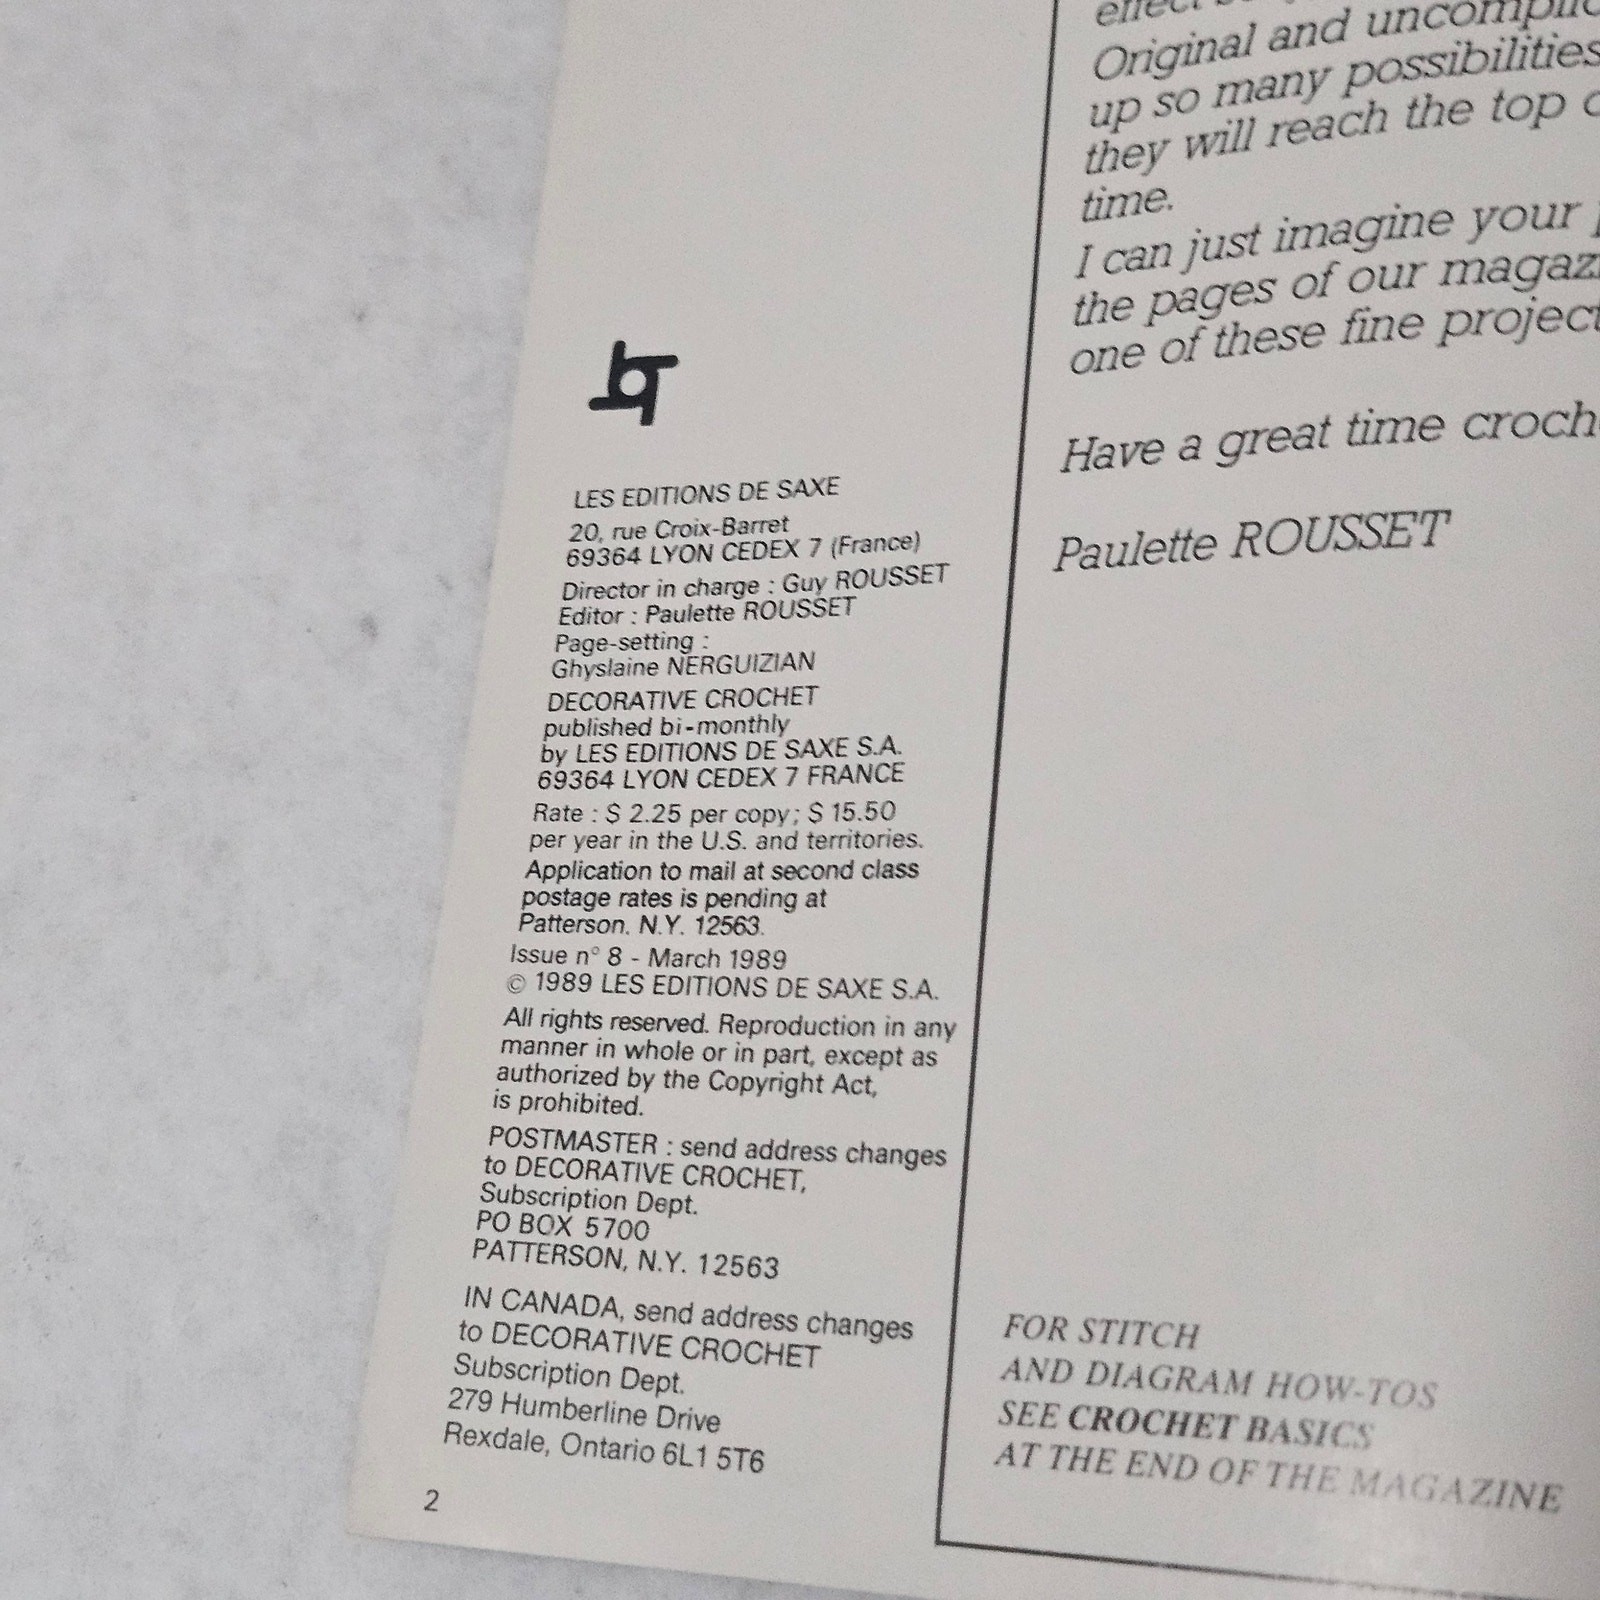 LES EDITIONS DE SAXE
20, rue Croix-Barret
69364 LYON CEDEX 7 (France)
Director in charge : Guy ROUSSET
Editor : Paulette ROUSSET
Page-setting :
Ghyslaine NERGUIZIAN
DECORATIVE CROCHET
published bi-monthly
by LES EDITIONS DE SAXE S.A.
69364 LYON CEDEX 7 FRANCE
Rate : $ 2.25 per copy; $ 15.50
per year in the U.S. and territories.
Application to mail at second class
postage rates is pending at
Patterson. N.Y. 12563.
Issue n° 8 - March 1989
© 1989 LES EDITIONS DE SAXE S.A.
All rights reserved. Reproduction in any
manner in whole or in part, except as
authorized by the Copyright Act,
is prohibited.
POSTMASTER : send address changes
to DECORATIVE CROCHET,
Subscription Dept.
PO BOX 5700
PATTERSON, N.Y. 12563
IN CANADA, send address changes
to DECORATIVE CROCHET
Subscription Dept.
279 Humberline Drive
Rexdale, Ontario 6L1 5T6
2
effect
Original and
up so many possibilities
they will reach the top
time.
I can just imagine your
the pages of our
one of these fine
Have a great time
Paulette ROUSSET
FOR STITCH
AND DIAGRAM HOW-TOS
SEE CROCHET BASICS
AT THE END OF THE MAGAZINE